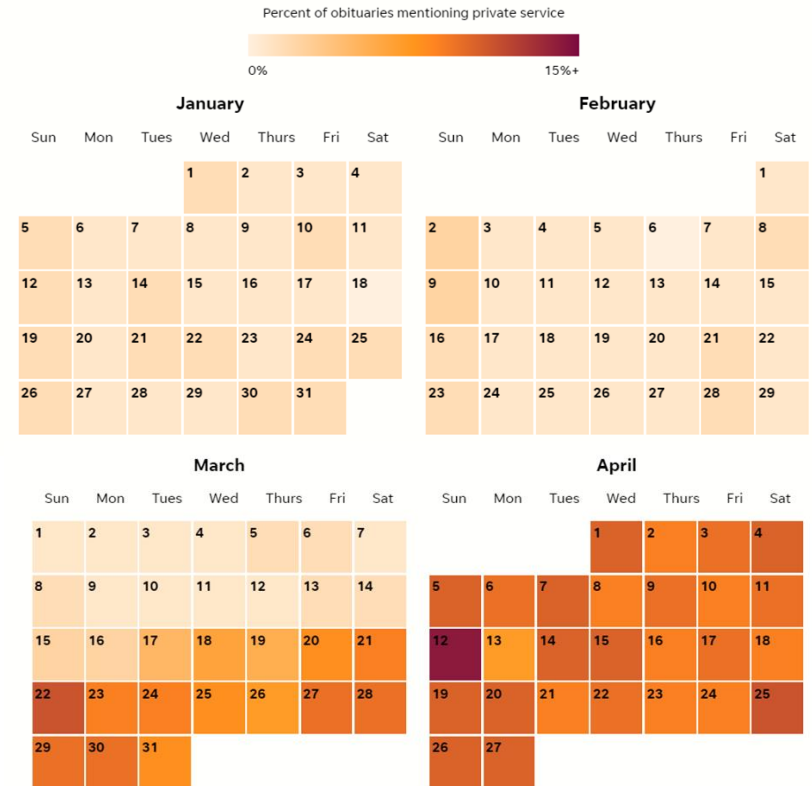 Percent of obituaries mentioning private service
0% 15%+
January
Sun Mon Tues Wed Thurs Fri Sat
1 2 3 4
5 6 7 8 9 10 11
12 13 14 15 16 17 18
19 20 21 22 23 24 25
26 27 28 29 30 31
February
Sun Mon Tues Wed Thurs Fri Sat
1
2 3 4 5 6 7 8
9 10 11 12 13 14 15
16 17 18 19 20 21 22
23 24 25 26 27 28 29
March
Sun Mon Tues Wed Thurs Fri Sat
1 2 3 4 5 6 7
8 9 10 11 12 13 14
15 16 17 18 19 20 21
22 23 24 25 26 27 28
29 30 31
April
Sun Mon Tues Wed Thurs Fri Sat
1 2 3 4
5 6 7 8 9 10 11
12 13 14 15 16 17 18
19 20 21 22 23 24 25
26 27